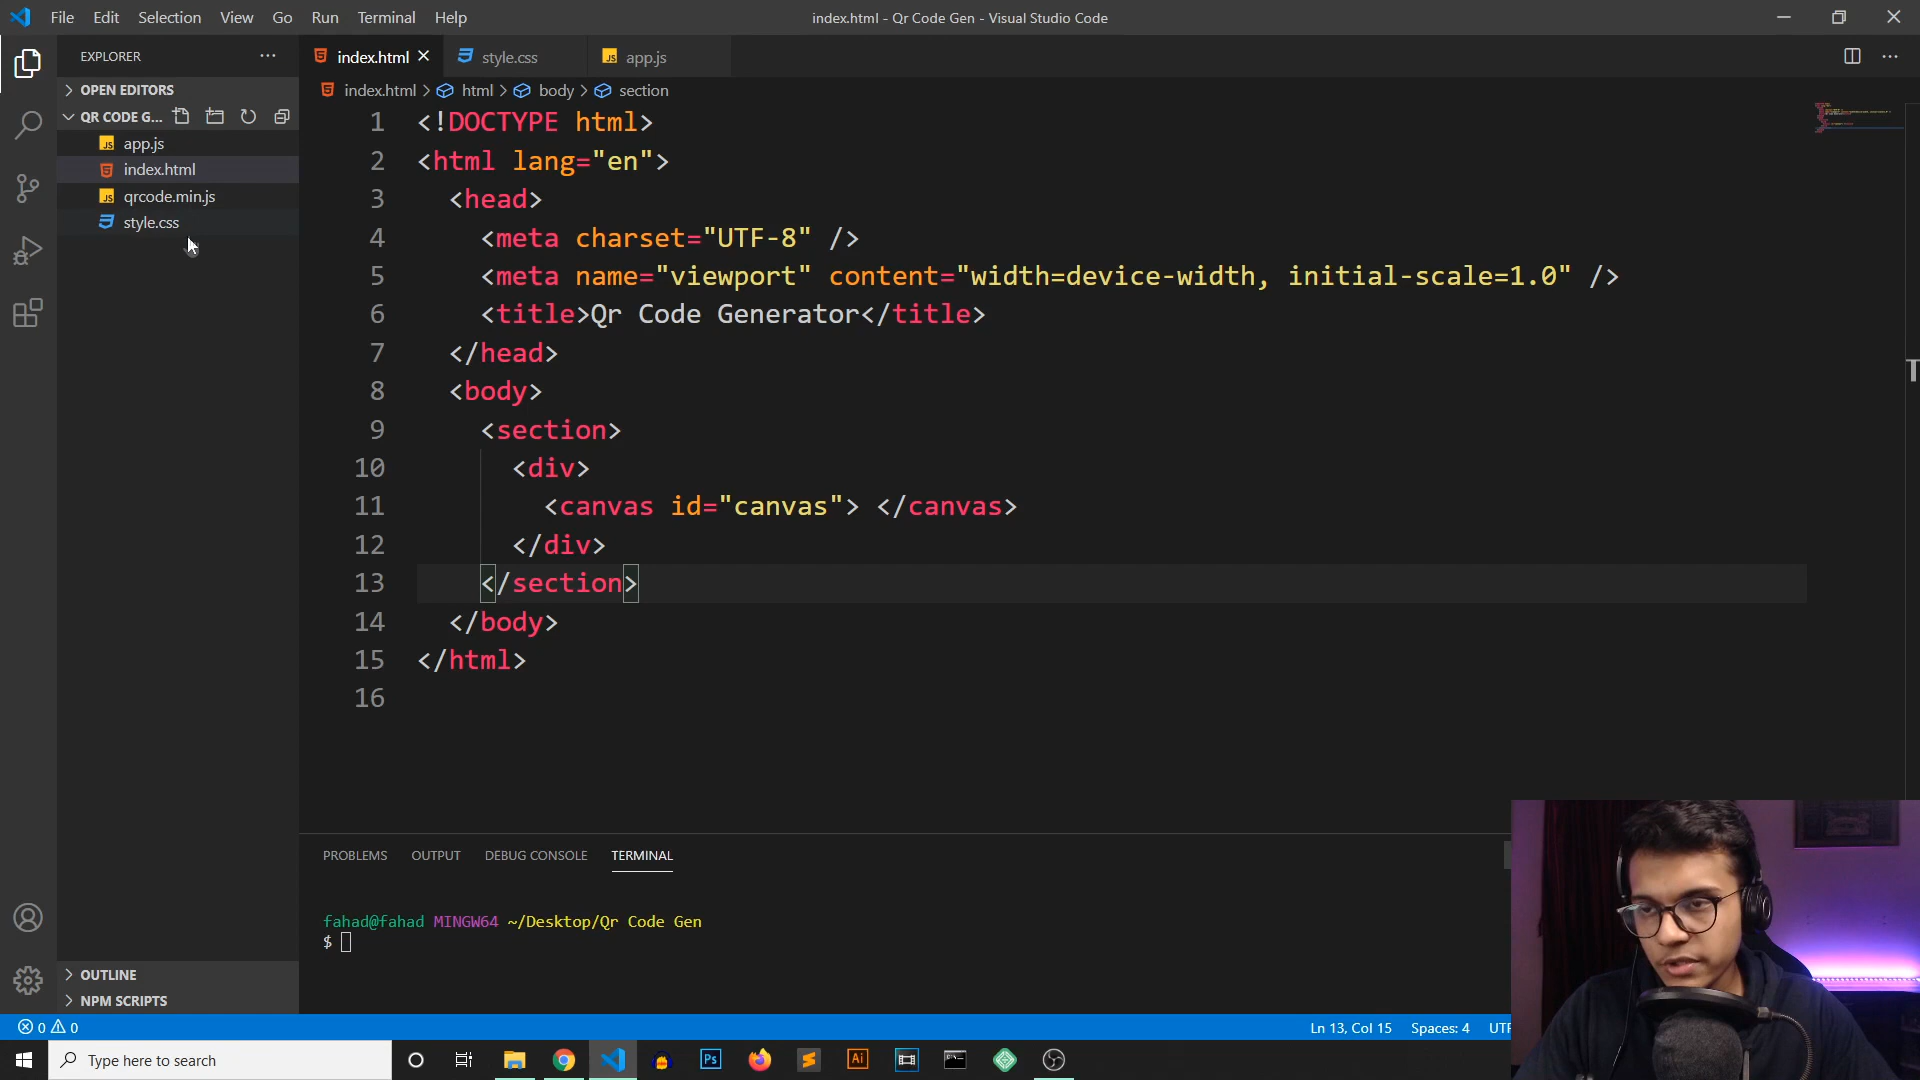 File Edit Selection View Go Run Terminal Help
index.html - Qr Code Gen - Visual Studio Code
EXPLORER
OPEN EDITORS
QR CODE G...
app.js
index.html
qrcode.min.js
style.css
OUTLINE
NPM SCRIPTS
index.html style.css app.js
index.html > html > body > section
1 <!DOCTYPE html>
2 <html lang="en">
3 <head>
4 <meta charset="UTF-8" />
5 <meta name="viewport" content="width=device-width, initial-scale=1.0" />
6 <title>Qr Code Generator</title>
7 </head>
8 <body>
9 <section>
10 <div>
11 <canvas id="canvas"> </canvas>
12 </div>
13 </section>
14 </body>
15 </html>
16
PROBLEMS OUTPUT DEBUG CONSOLE TERMINAL
fahad@fahad MINGW64 ~/Desktop/Qr Code Gen
$
0 0
Ln 13, Col 15 Spaces: 4 UTF
Type here to search